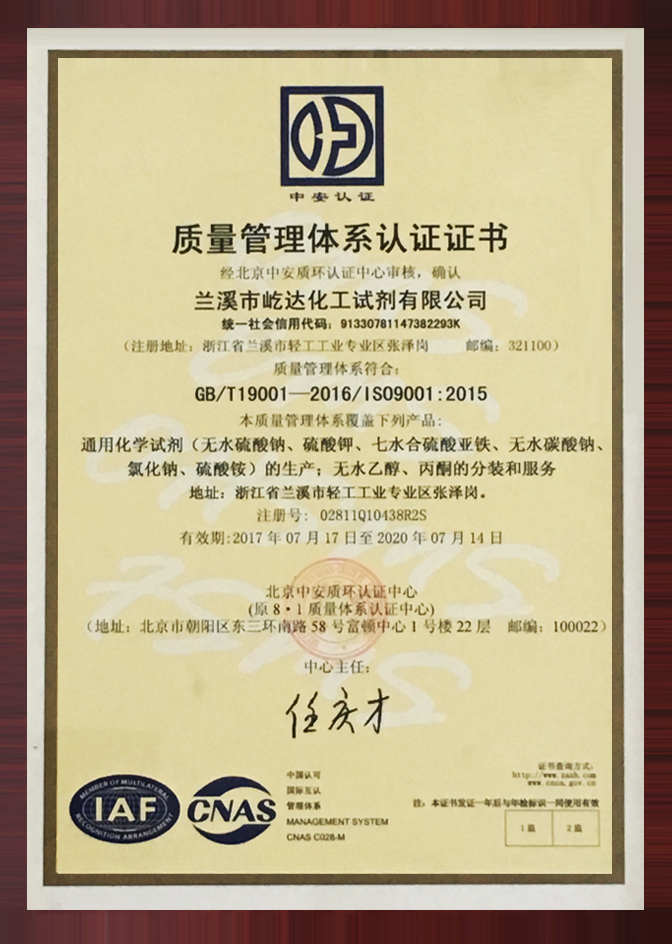 中安认证
质量管理体系认证证书
经北京中安质环认证中心审核，确认
兰溪市屹达化工试剂有限公司
统一社会信用代码：91330781147382293K
（注册地址：浙江省兰溪市轻工工业专业区张泽岗 邮编：321100）
质量管理体系符合：
GB/T19001—2016/ISO9001:2015
本质量管理体系覆盖下列产品：
通用化学试剂（无水硫酸钠、硫酸钾、七水合硫酸亚铁、无水碳酸钠、
氯化钠、硫酸铵）的生产；无水乙醇、丙酮的分装和服务
地址：浙江省兰溪市轻工工业专业区张泽岗。
注册号：02811Q10438R2S
有效期:2017年07月17日至2020年07月14日
北京中安质环认证中心
(原8·1质量体系认证中心)
（地址：北京市朝阳区东三环南路58号富顿中心1号楼22层 邮编：100022）
中心主任：
任庆才
MEMBER OF MULTILATERAL
IAF
RECOGNITION ARRANGEMENT
CNAS
中国认可
国际互认
管理体系
MANAGEMENT SYSTEM
CNAS C028-M
证书查询方式：
http://www.zazh.com
www.cnca.gov.cn
注：本证书发证一年后与年检标识一同使用有效
1监 2监